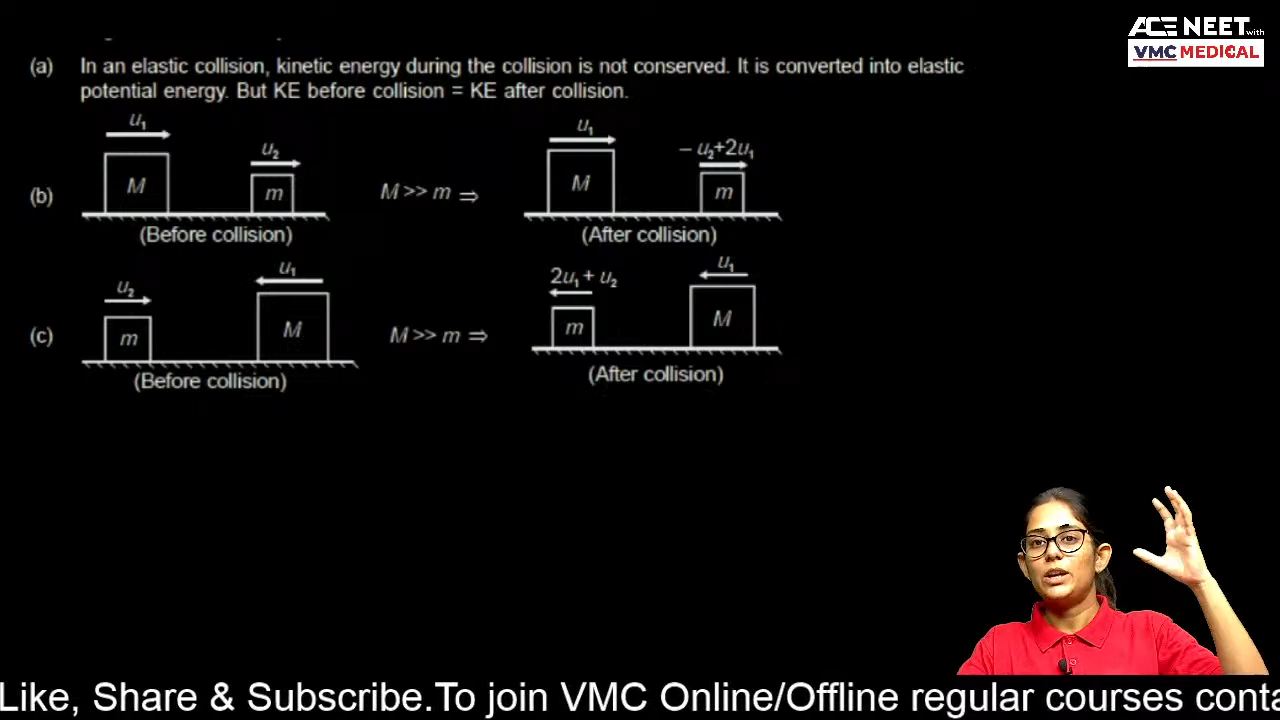 ACE NEET with
VMC MEDICAL
(a) In an elastic collision, kinetic energy during the collision is not conserved. It is converted into elastic
potential energy. But KE before collision = KE after collision.
u₁ u₂ u₁ – u₂+2u₁
(b) M m M >> m ⇒ M m
(Before collision) (After collision)
u₂ u₁ 2u₁ + u₂ u₁
(c) m M M >> m ⇒ m M
(Before collision) (After collision)
Like, Share & Subscribe.To join VMC Online/Offline regular courses conta